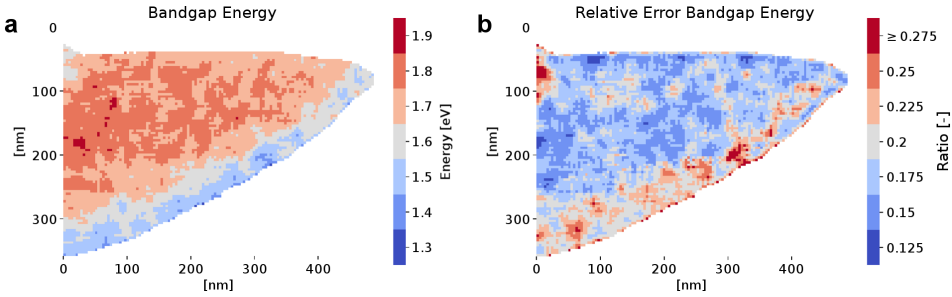 a
Bandgap Energy
0
100
200
300
[nm]
0 100 200 300 400
[nm]
1.9
1.8
1.7
1.6
1.5
1.4
1.3
Energy [eV]
b
Relative Error Bandgap Energy
0
100
200
300
[nm]
0 100 200 300 400
[nm]
≥ 0.275
0.25
0.225
0.2
0.175
0.15
0.125
Ratio [-]